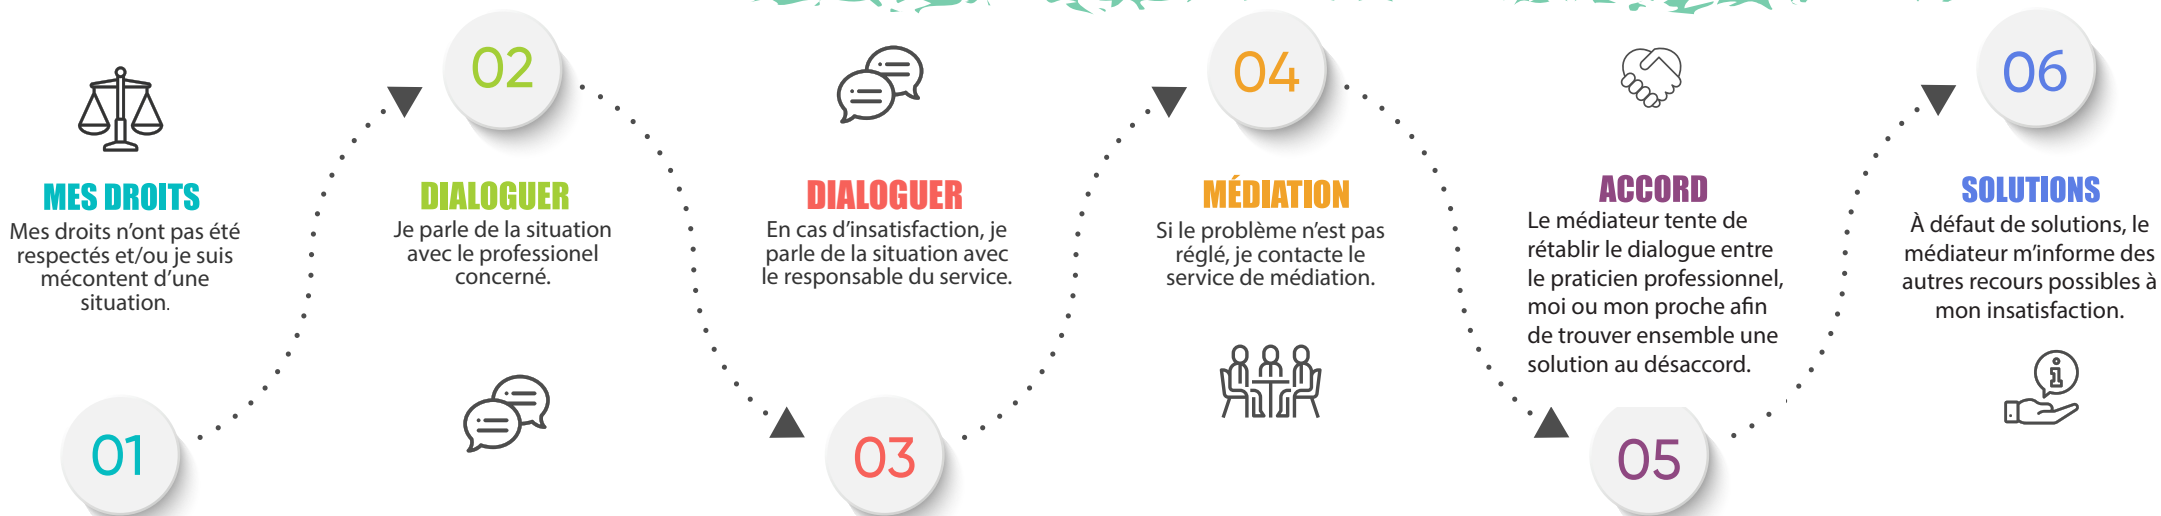 01
MES DROITS
Mes droits n'ont pas été
respectés et/ou je suis
mécontent d'une
situation.
02
DIALOGUER
Je parle de la situation
avec le professionel
concerné.
03
DIALOGUER
En cas d'insatisfaction, je
parle de la situation avec
le responsable du service.
04
MÉDIATION
Si le problème n'est pas
réglé, je contacte le
service de médiation.
05
ACCORD
Le médiateur tente de
rétablir le dialogue entre
le praticien professionnel,
moi ou mon proche afin
de trouver ensemble une
solution au désaccord.
06
SOLUTIONS
À défaut de solutions, le
médiateur m'informe des
autres recours possibles à
mon insatisfaction.